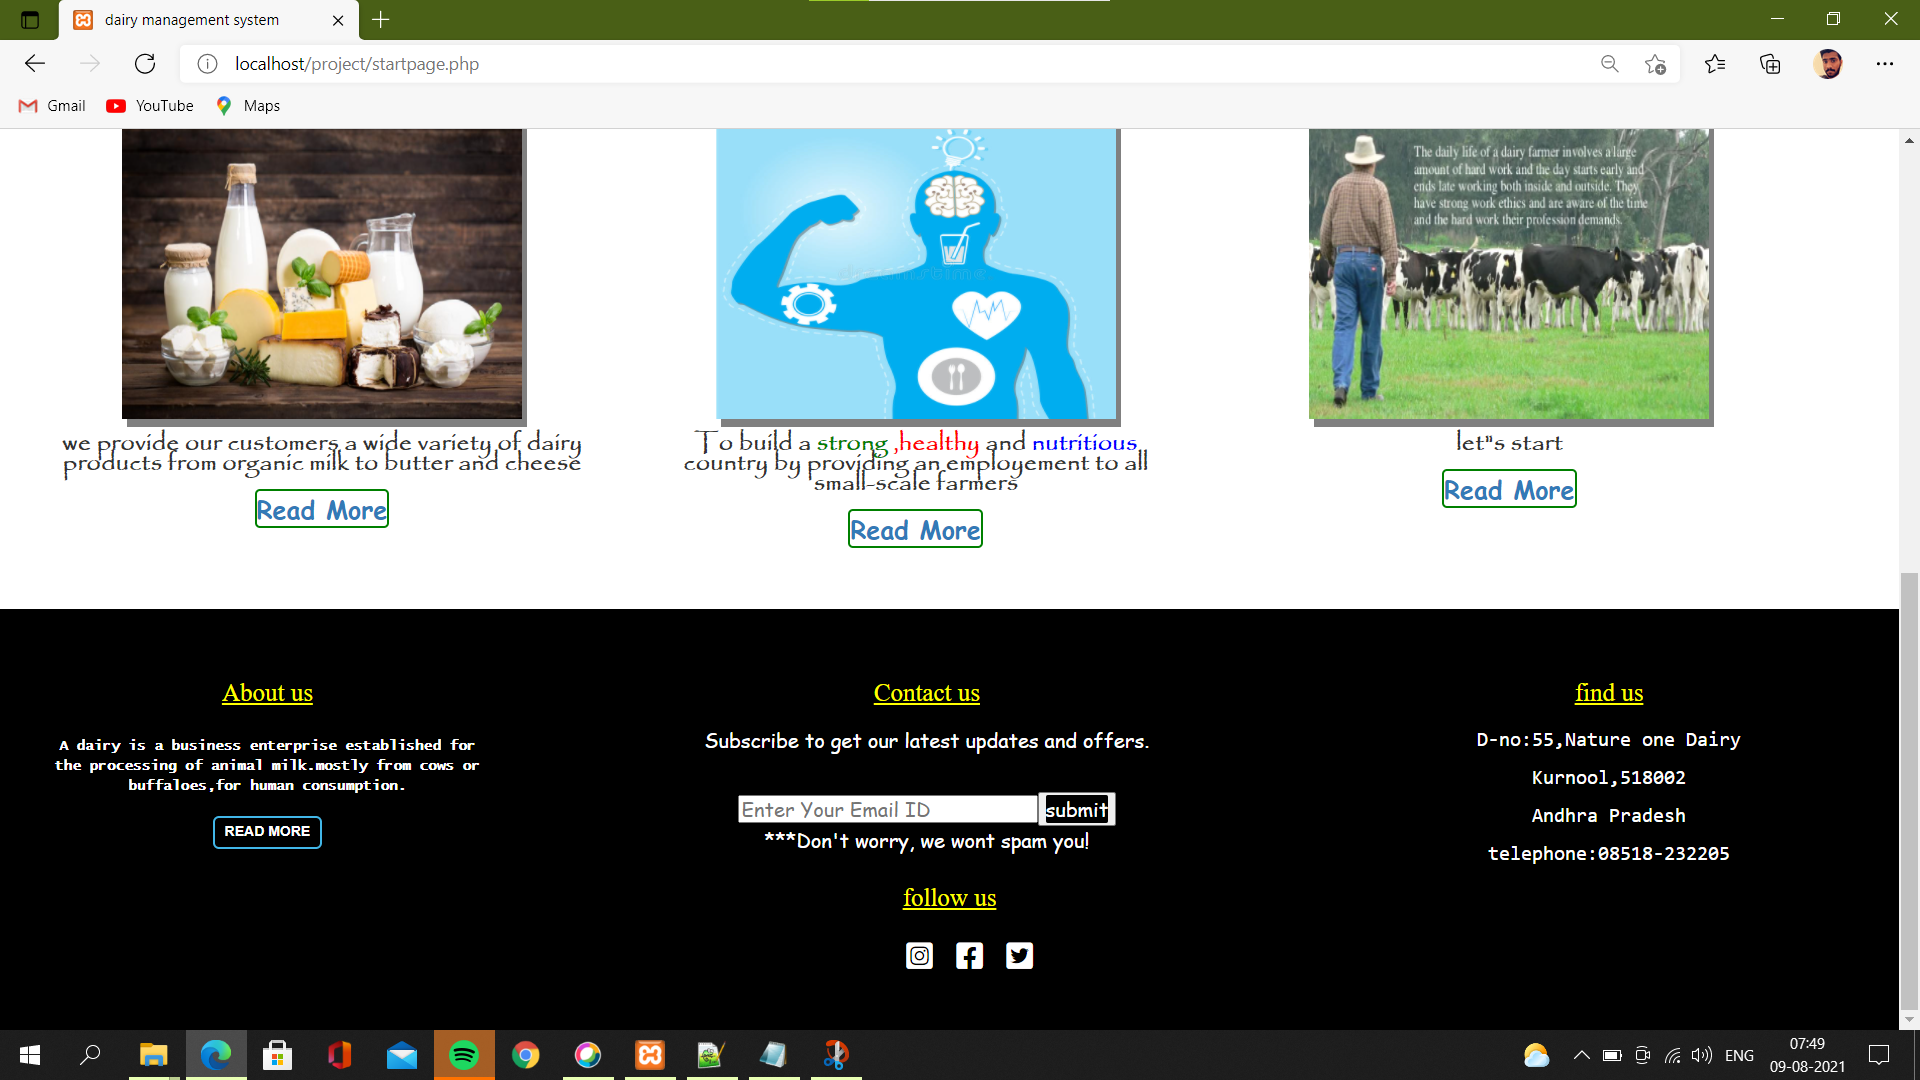 dairy management system
localhost/project/startpage.php
Gmail
YouTube
Maps
The daily life of a dairy farmer involves a large
amount of hard work and the day starts early and
ends late working both inside and outside. They
have strong work ethics and are aware of the time
and the hard work their profession demands.
we provide our customers a wide variety of dairy
products from organic milk to butter and cheese
Read More
To build a strong ,healthy and nutritious
country by providing an employement to all
small-scale farmers
Read More
let"s start
Read More
About us
A dairy is a business enterprise established for
the processing of animal milk.mostly from cows or
buffaloes,for human consumption.
READ MORE
Contact us
Subscribe to get our latest updates and offers.
Enter Your Email ID
submit
***Don't worry, we wont spam you!
follow us
find us
D-no:55,Nature one Dairy
Kurnool,518002
Andhra Pradesh
telephone:08518-232205
ENG
07:49
09-08-2021